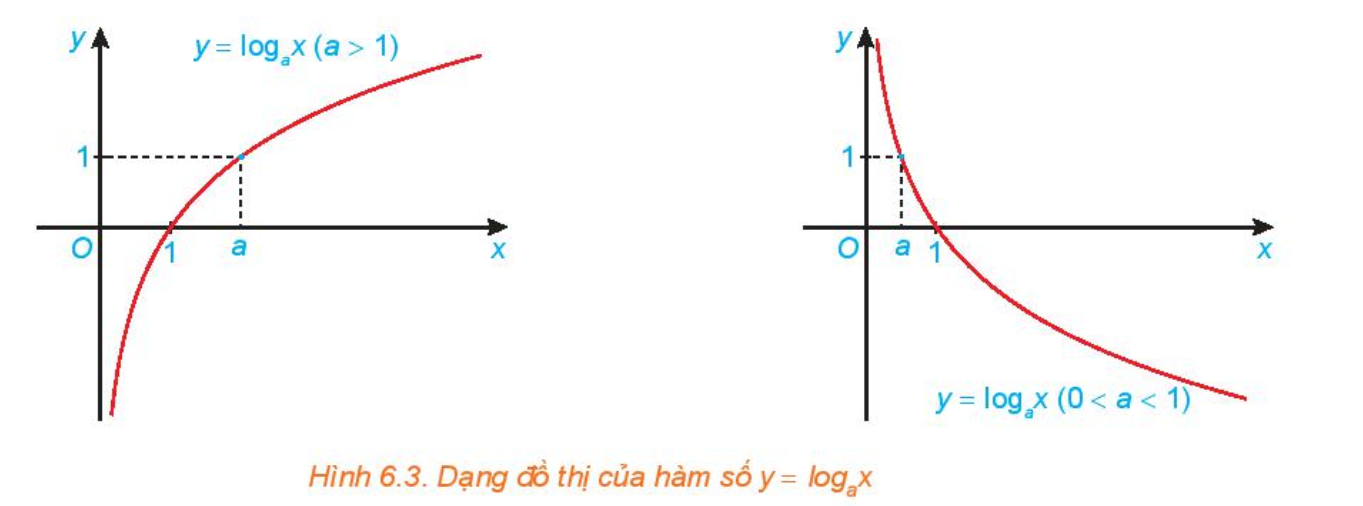 y
y = logₐx (a > 1)
1
O
1
a
x
y
1
O
a
1
x
y = logₐx (0 < a < 1)
Hình 6.3. Dạng đồ thị của hàm số y = logₐx